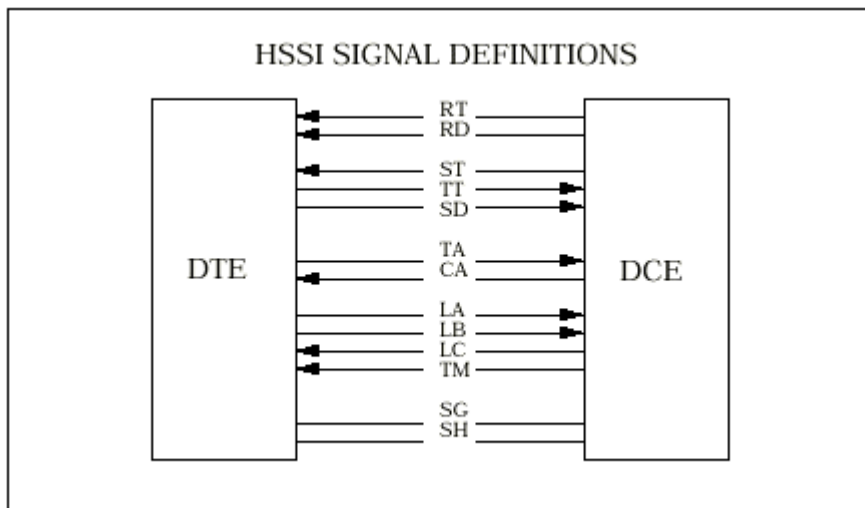 HSSI SIGNAL DEFINITIONS
RT
RD
ST
TT
SD
TA
CA
DTE
DCE
LA
LB
LC
TM
SG
SH